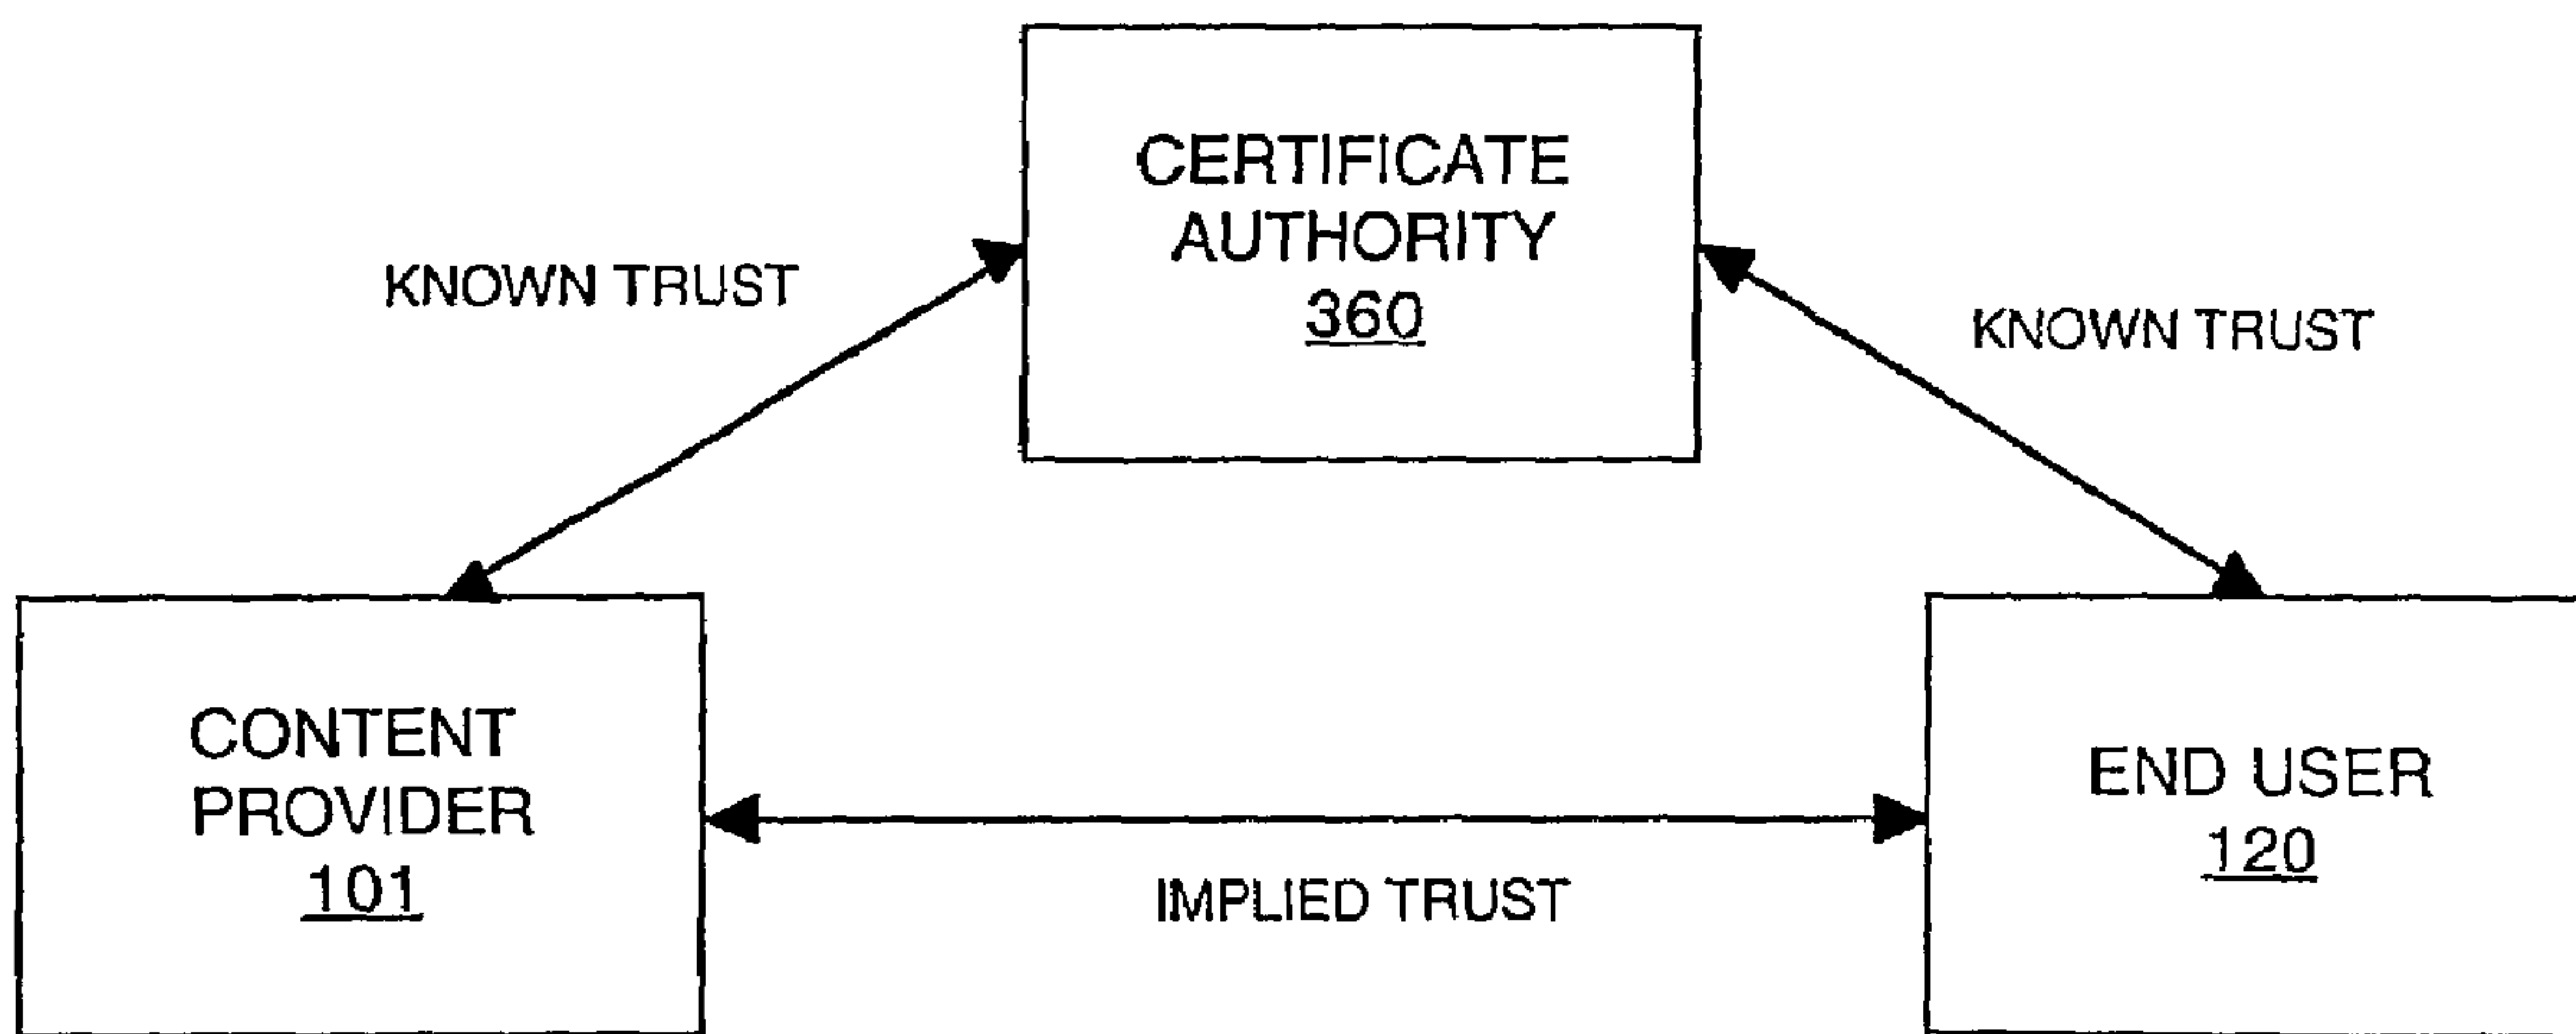 CERTIFICATE
AUTHORITY
360
KNOWN TRUST
KNOWN TRUST
CONTENT
PROVIDER
101
END USER
120
IMPLIED TRUST